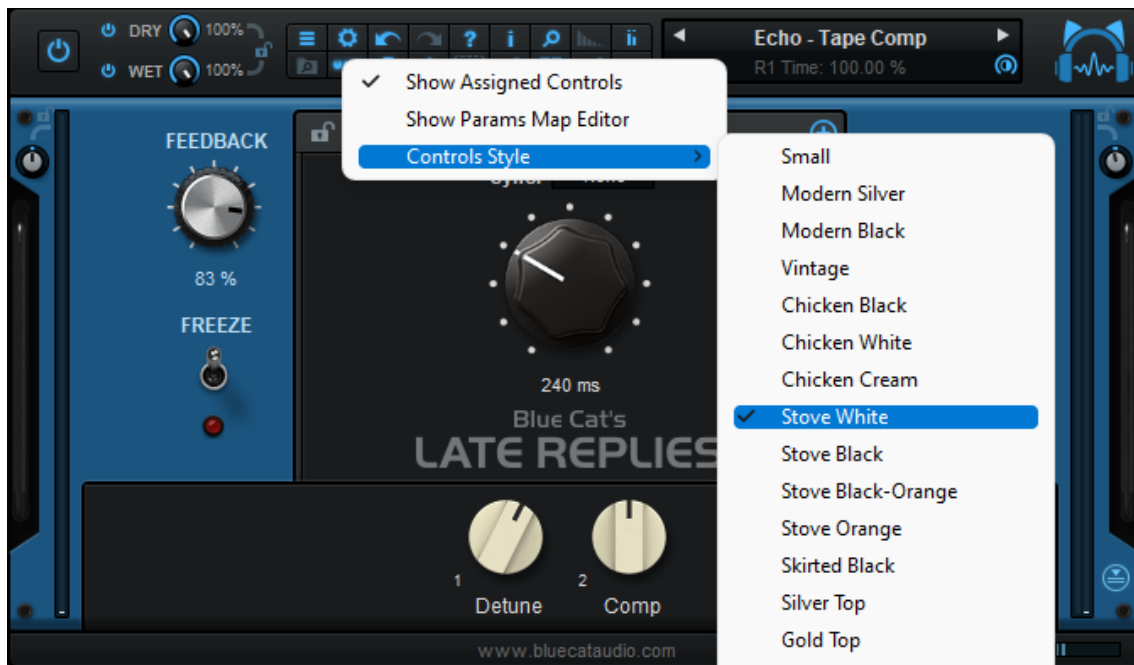 DRY 100%
WET 100%
Echo - Tape Comp
R1 Time: 100.00 %
Show Assigned Controls
Show Params Map Editor
Controls Style
Small
Modern Silver
Modern Black
Vintage
Chicken Black
Chicken White
Chicken Cream
Stove White
Stove Black
Stove Black-Orange
Stove Orange
Skirted Black
Silver Top
Gold Top
FEEDBACK
83 %
FREEZE
240 ms
Blue Cat's
LATE REPLIES
1
Detune
2
Comp
www.bluecataudio.com